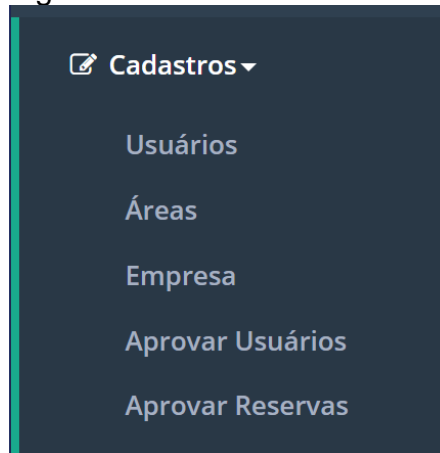 Cadastros
Usuários
Áreas
Empresa
Aprovar Usuários
Aprovar Reservas